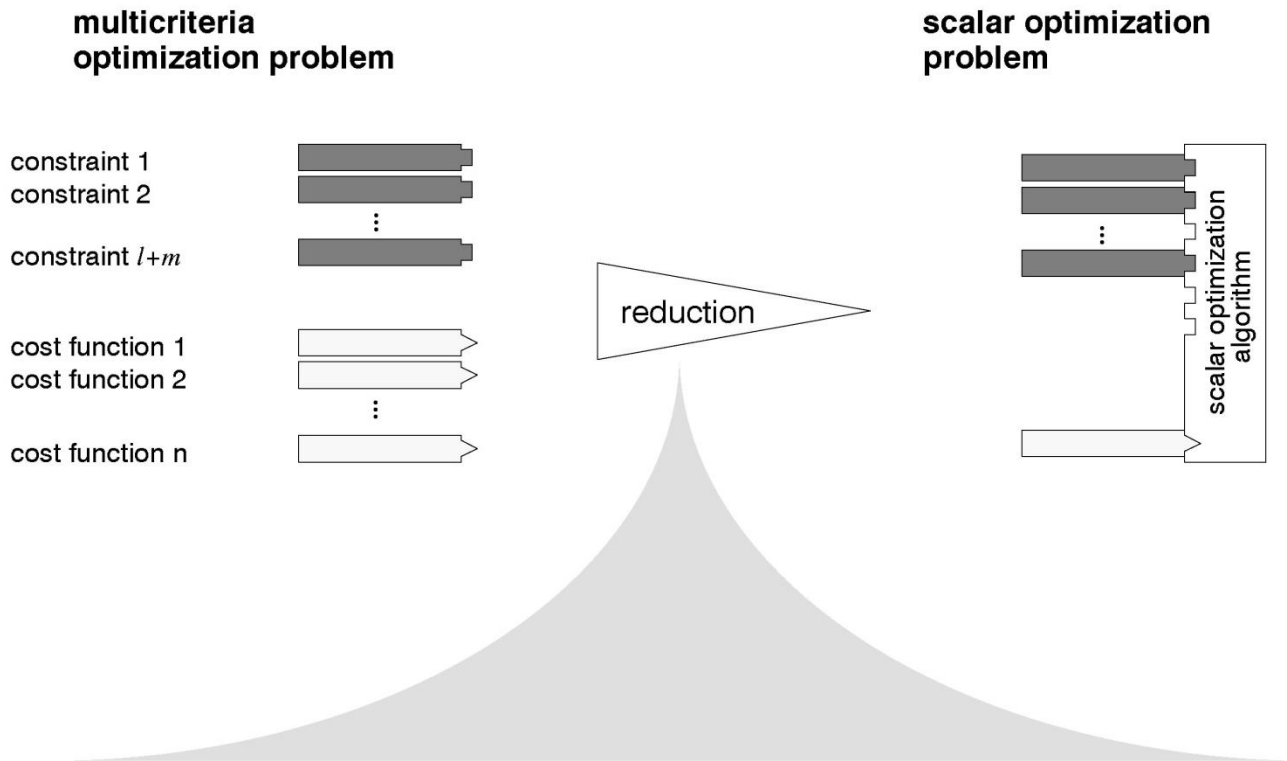 multicriteria
optimization problem
scalar optimization
problem
constraint 1
constraint 2
⋮
constraint l+m
cost function 1
cost function 2
⋮
cost function n
reduction
⋮
scalar optimization
algorithm